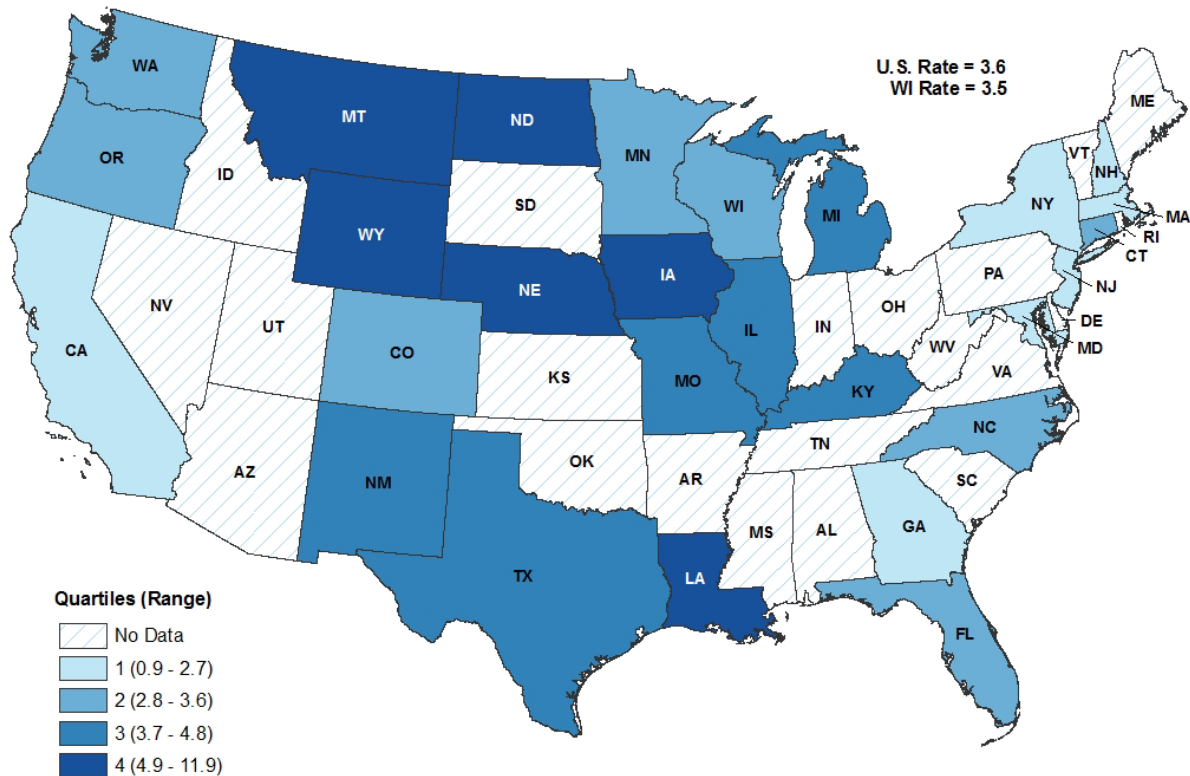 WA
U.S. Rate = 3.6
WI Rate = 3.5
ME
MT
ND
VT
OR
MN
NH
ID
WI
NY
SD
MI
MA
WY
RI
CT
IA
PA
NE
NJ
NV
OH
UT
IL
IN
DE
CA
CO
WV
MD
KS
MO
KY
VA
NC
TN
AZ
OK
NM
AR
SC
MS
AL
GA
TX
LA
Quartiles (Range)
No Data
FL
1 (0.9 - 2.7)
2 (2.8 - 3.6)
3 (3.7 - 4.8)
4 (4.9 - 11.9)